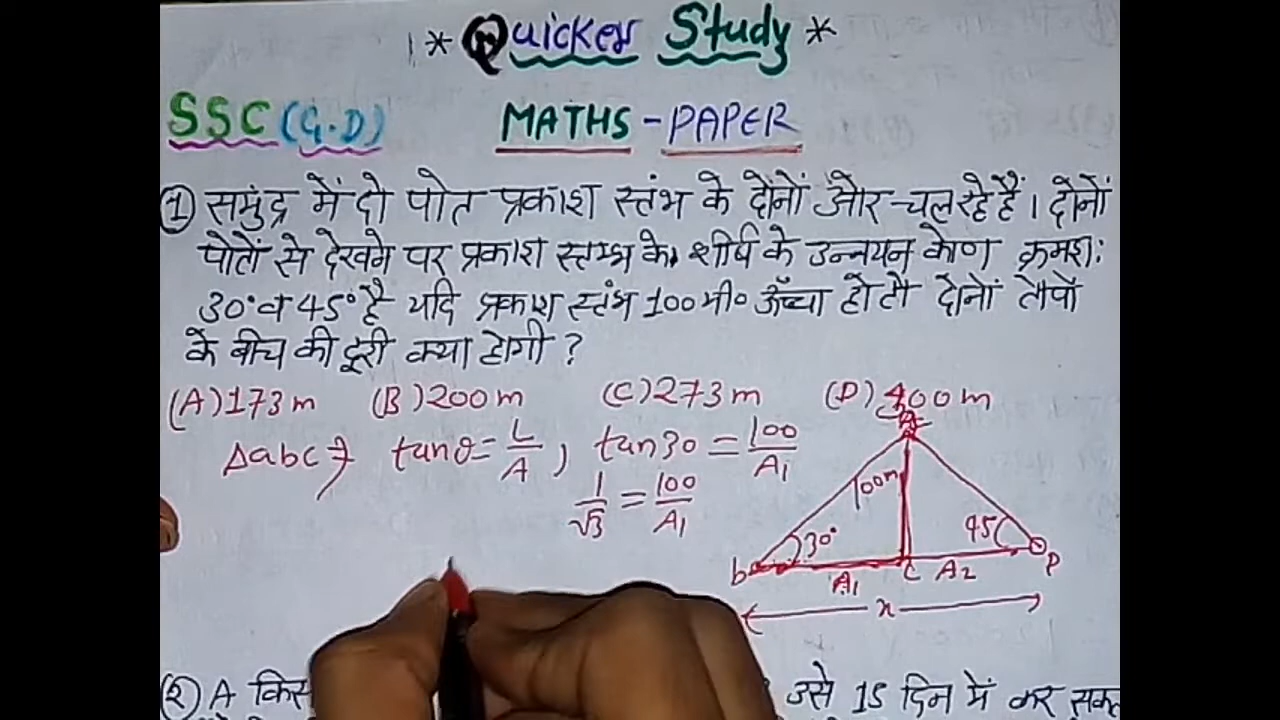 * Quicker Study *
SSC (G.D) MATHS - PAPER
① समुंद्र में दो पोत प्रकाश स्तंभ के दोनों और चल रहे हैं। दोनों
पोतों से देखने पर प्रकाश स्तम्भ के शीर्ष के उन्नयन कोण क्रमशः
30° व 45° है यदि प्रकाश स्तंभ 100 मी० ऊँचा हो तो दोनों
के बीच की दूरी क्या होगी ?
(A) 173 m (B) 200 m (C) 273 m (D) 400 m
Δabc ⇒ tanθ = L/A , tan30 = 100/A₁
1/√3 = 100/A₁
100m
30° 45
b A₁ C A₂ P
x
(2) A उसे 15 दिन में कर